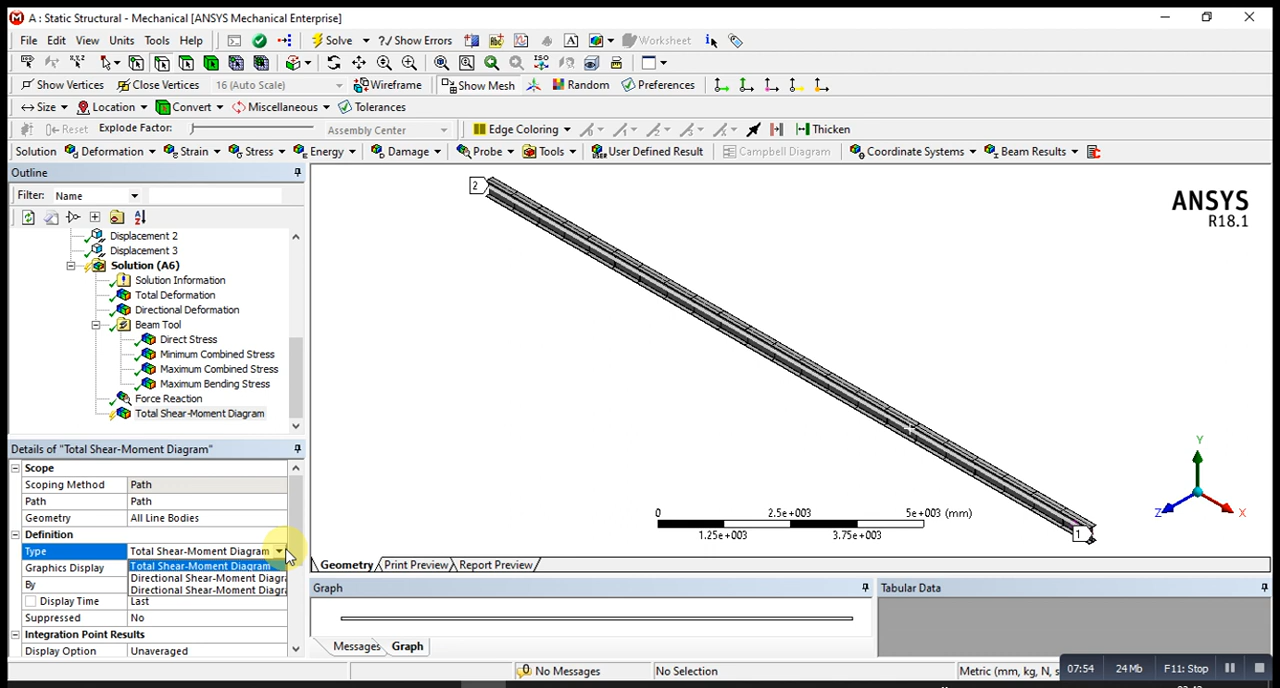 A : Static Structural - Mechanical [ANSYS Mechanical Enterprise]
File Edit View Units Tools Help Solve ?/ Show Errors Worksheet
Show Vertices Close Vertices 16 (Auto Scale) Wireframe Show Mesh Random Preferences
Size Location Convert Miscellaneous Tolerances
Reset Explode Factor: Assembly Center Edge Coloring Thicken
Solution Deformation Strain Stress Energy Damage Probe Tools User Defined Result Campbell Diagram Coordinate Systems Beam Results
Outline
Filter: Name
Displacement 2
Displacement 3
Solution (A6)
Solution Information
Total Deformation
Directional Deformation
Beam Tool
Direct Stress
Minimum Combined Stress
Maximum Combined Stress
Maximum Bending Stress
Force Reaction
Total Shear-Moment Diagram
Details of "Total Shear-Moment Diagram"
Scope
Scoping Method Path
Path Path
Geometry All Line Bodies
Definition
Type Total Shear-Moment Diagram
Total Shear-Moment Diagram
Graphics Display
Directional Shear-Moment Diagr
By
Directional Shear-Moment Diagr
Display Time Last
Suppressed No
Integration Point Results
Display Option Unaveraged
2
1
ANSYS
R18.1
0 2.5e+003 5e+003 (mm)
1.25e+003 3.75e+003
Y
Z
X
Geometry Print Preview Report Preview
Graph
Tabular Data
Messages Graph
0 No Messages No Selection Metric (mm, kg, N, s
07:54 24 Mb F11: Stop